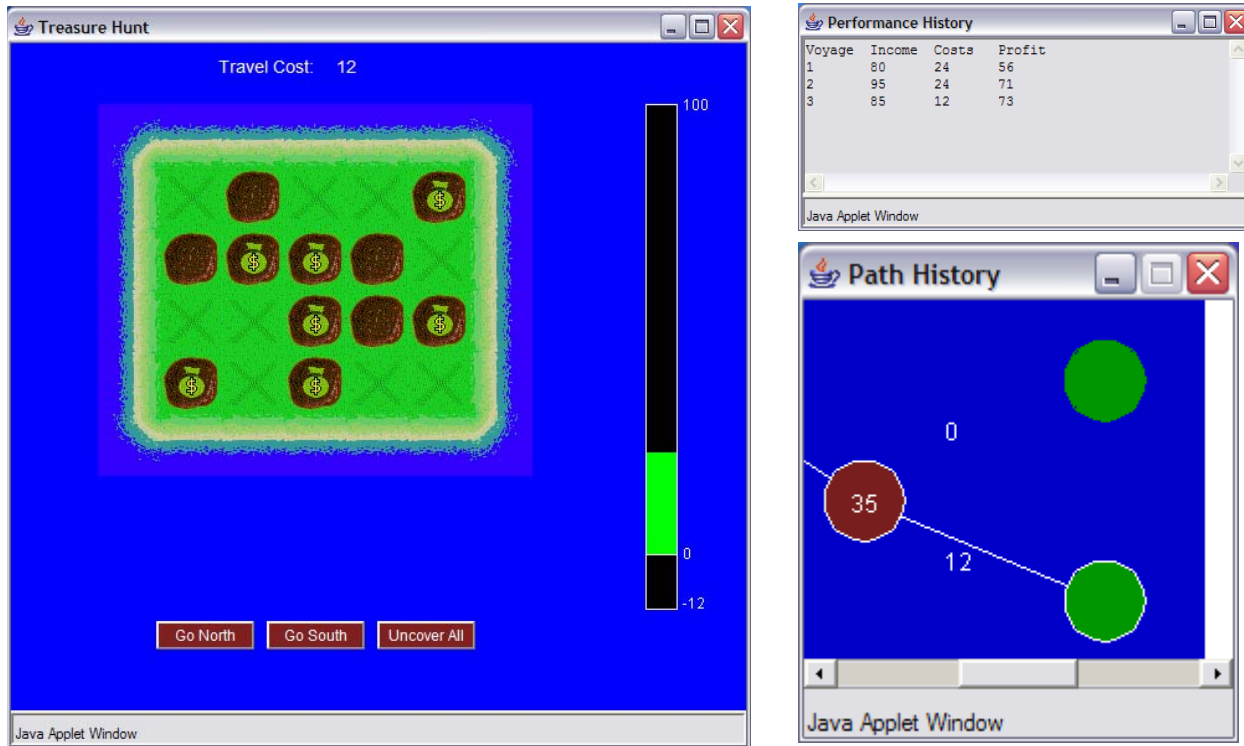 Treasure Hunt
Travel Cost: 12
100
0
-12
Go North Go South Uncover All
Java Applet Window
Performance History
Voyage Income Costs Profit
1 80 24 56
2 95 24 71
3 85 12 73
Java Applet Window
Path History
0
35
12
Java Applet Window